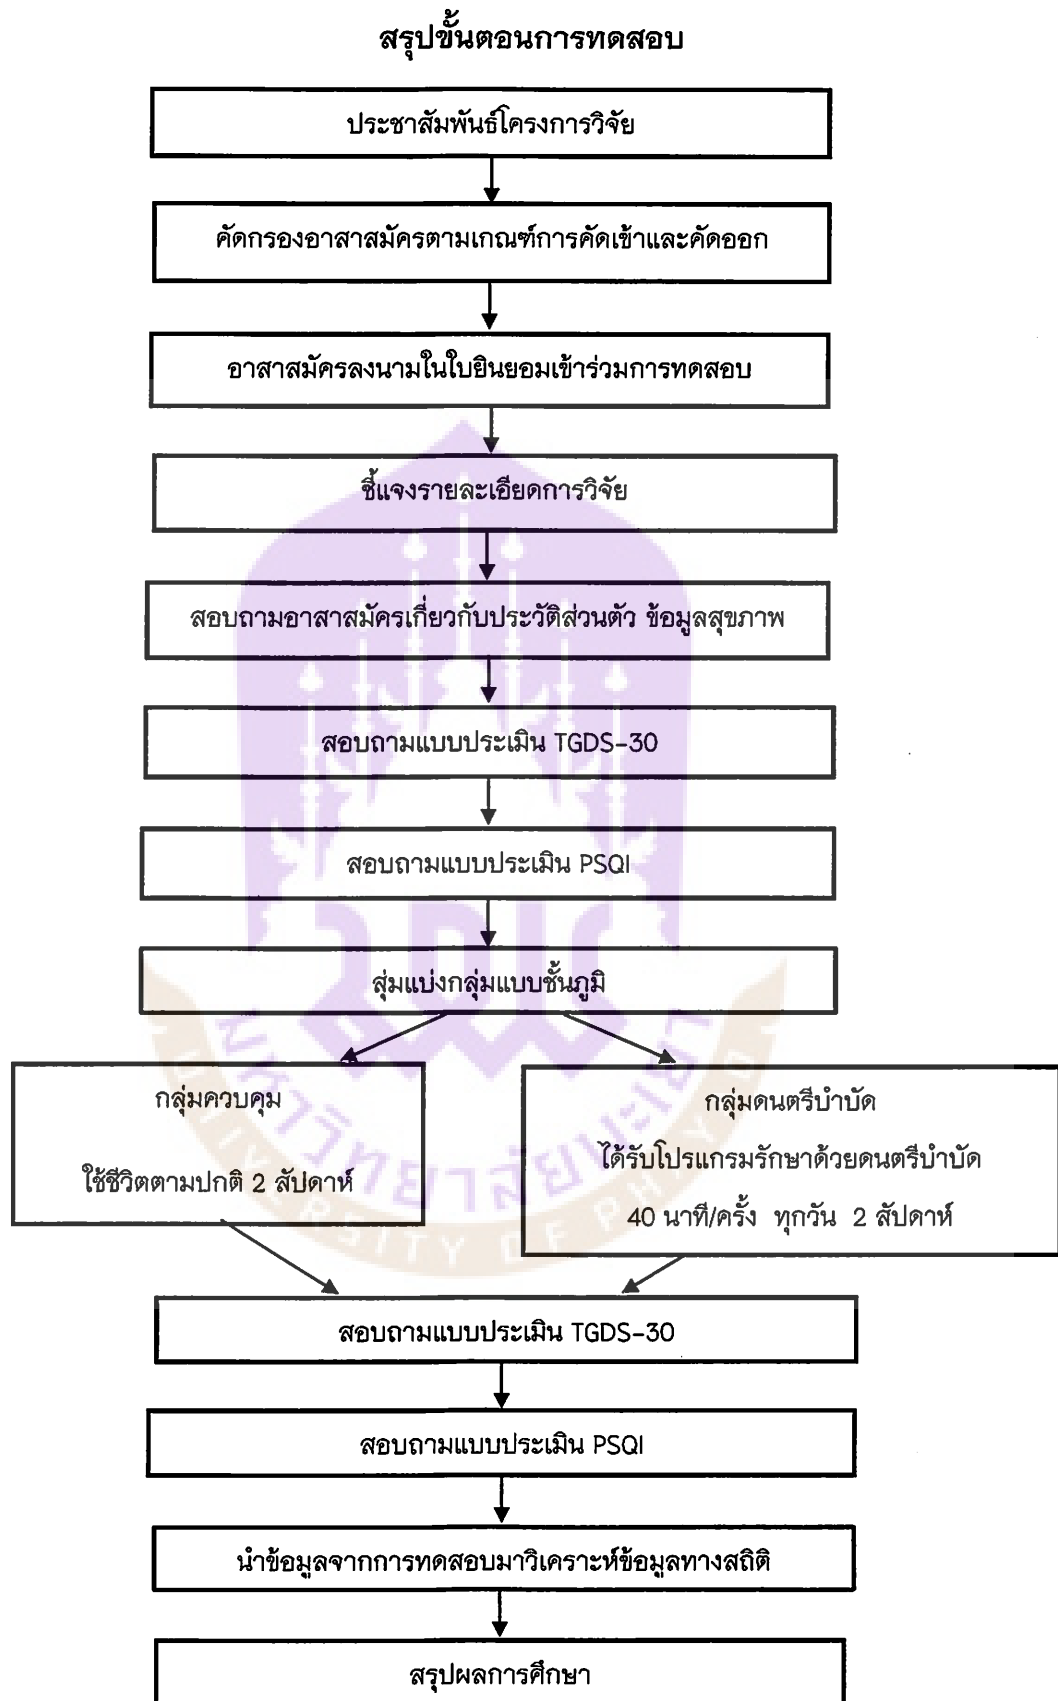 สรุปขั้นตอนการทดสอบ
ประชาสัมพันธ์โครงการวิจัย
คัดกรองอาสาสมัครตามเกณฑ์การคัดเข้าและคัดออก
อาสาสมัครลงนามในใบยินยอมเข้าร่วมการทดสอบ
ชี้แจงรายละเอียดการวิจัย
สอบถามอาสาสมัครเกี่ยวกับประวัติส่วนตัว ข้อมูลสุขภาพ
สอบถามแบบประเมิน TGDS-30
สอบถามแบบประเมิน PSQI
สุ่มแบ่งกลุ่มแบบชั้นภูมิ
กลุ่มควบคุม
ใช้ชีวิตตามปกติ 2 สัปดาห์
กลุ่มดนตรีบำบัด
ได้รับโปรแกรมรักษาด้วยดนตรีบำบัด
40 นาที/ครั้ง ทุกวัน 2 สัปดาห์
สอบถามแบบประเมิน TGDS-30
สอบถามแบบประเมิน PSQI
นำข้อมูลจากการทดสอบมาวิเคราะห์ข้อมูลทางสถิติ
สรุปผลการศึกษา
มหาวิทยาลัยพะเยา
UNIVERSITY OF PHAYAO